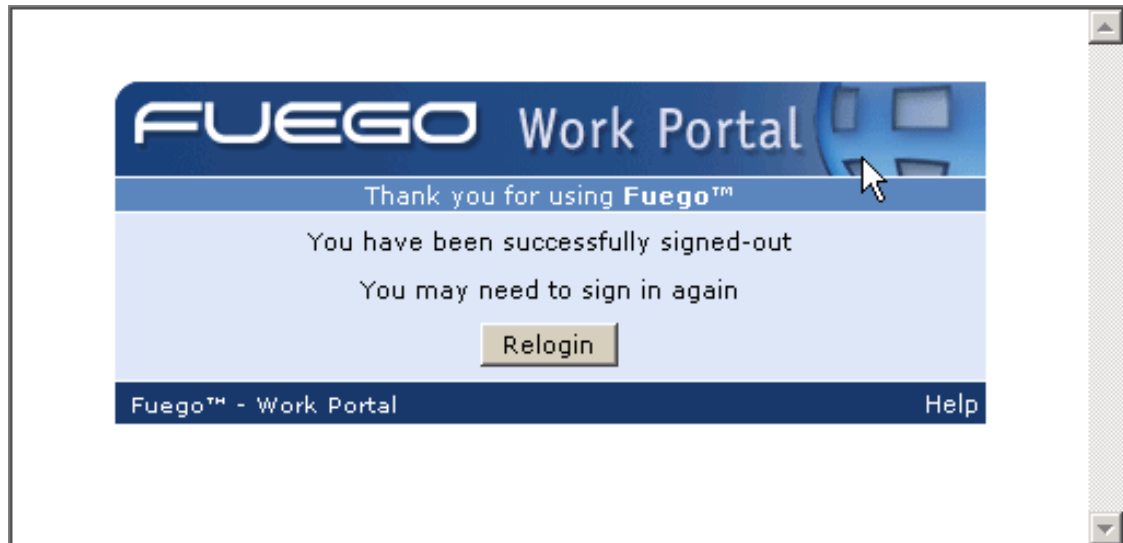 FUEGO Work Portal
Thank you for using Fuego™
You have been successfully signed-out
You may need to sign in again
Relogin
Fuego™ - Work Portal Help